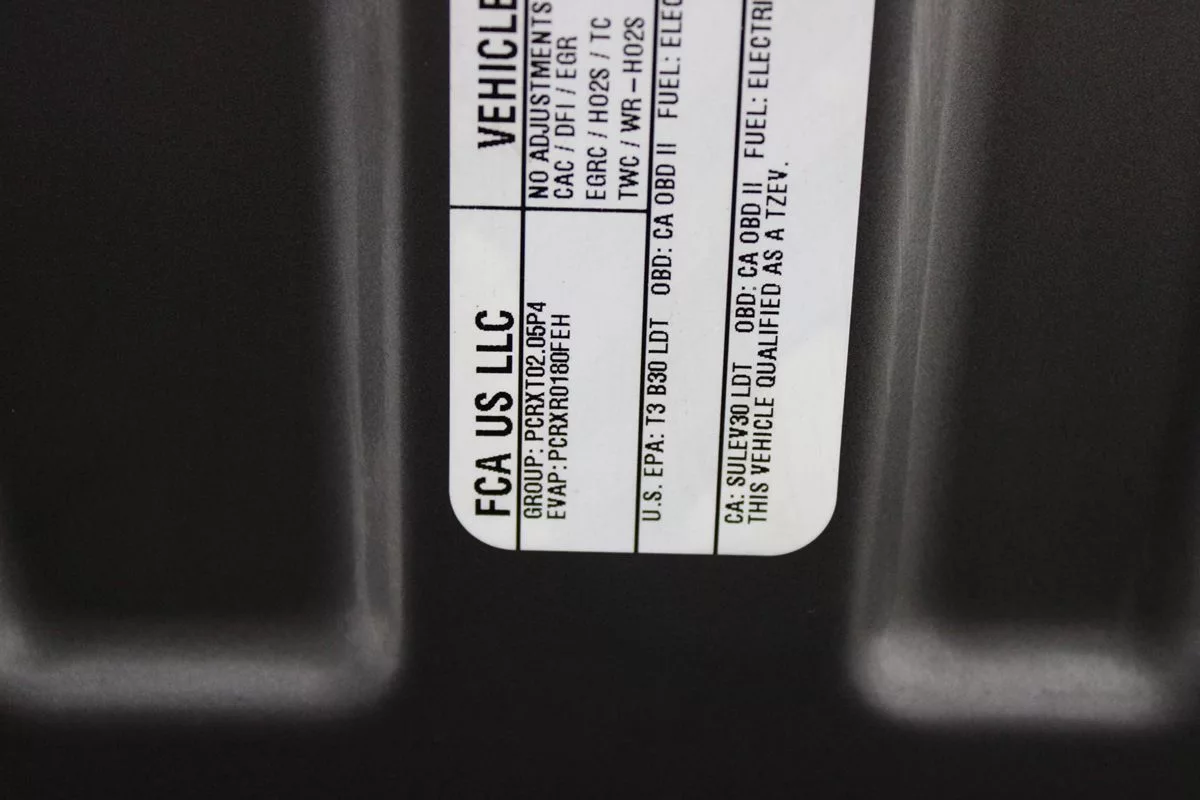 FCA US LLC
GROUP: PCRXT02.05P4
EVAP: PCRXR0180FEH
VEHICLE
NO ADJUSTMENTS
CAC / DFI / EGR
EGRC / HO2S / TC
TWC / WR-HO2S
U.S. EPA: T3 B30 LDT OBD: CA OBD II FUEL: ELEC
CA: SULEV30 LDT OBD: CA OBD II FUEL: ELECTRI
THIS VEHICLE QUALIFIED AS A TZEV.